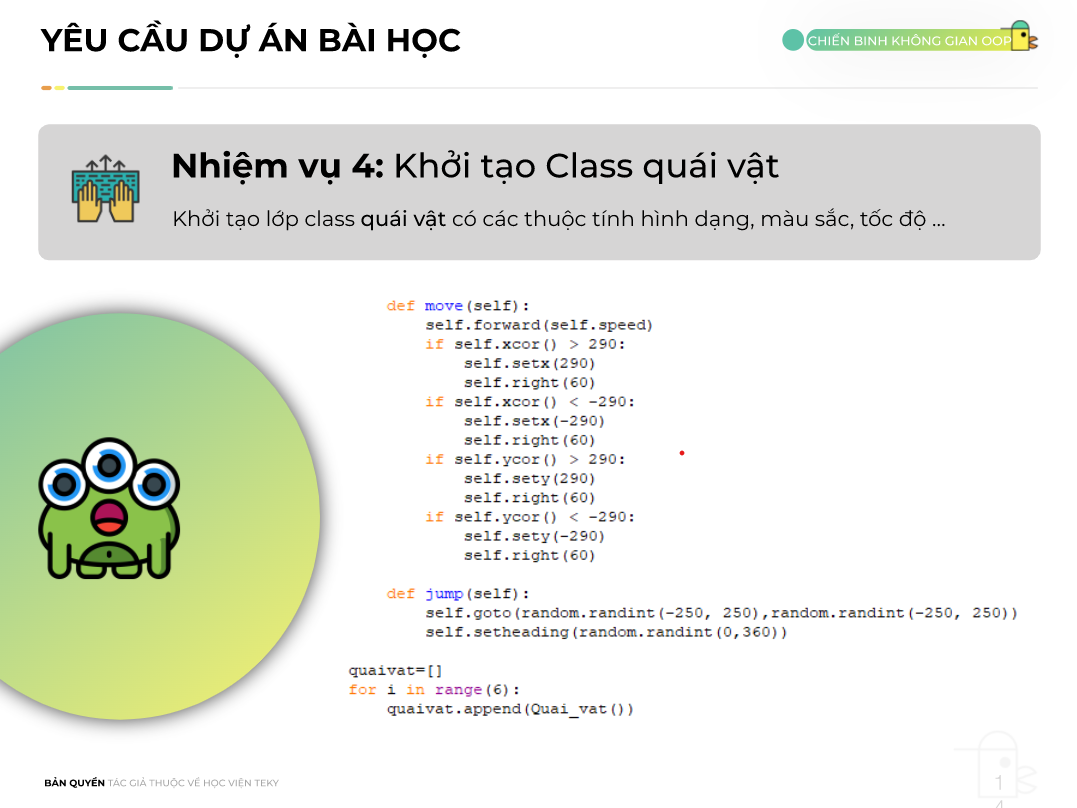 YÊU CẦU DỰ ÁN BÀI HỌC
CHIẾN BINH KHÔNG GIAN OOP
Nhiệm vụ 4: Khởi tạo Class quái vật
Khởi tạo lớp class quái vật có các thuộc tính hình dạng, màu sắc, tốc độ ...
    def move(self):
        self.forward(self.speed)
        if self.xcor() > 290:
            self.setx(290)
            self.right(60)
        if self.xcor() < -290:
            self.setx(-290)
            self.right(60)
        if self.ycor() > 290:
            self.sety(290)
            self.right(60)
        if self.ycor() < -290:
            self.sety(-290)
            self.right(60)
    def jump(self):
        self.goto(random.randint(-250, 250),random.randint(-250, 250))
        self.setheading(random.randint(0,360))
quaivat=[]
for i in range(6):
    quaivat.append(Quai_vat())
BẢN QUYỀN TÁC GIẢ THUỘC VỀ HỌC VIỆN TEKY
1
4